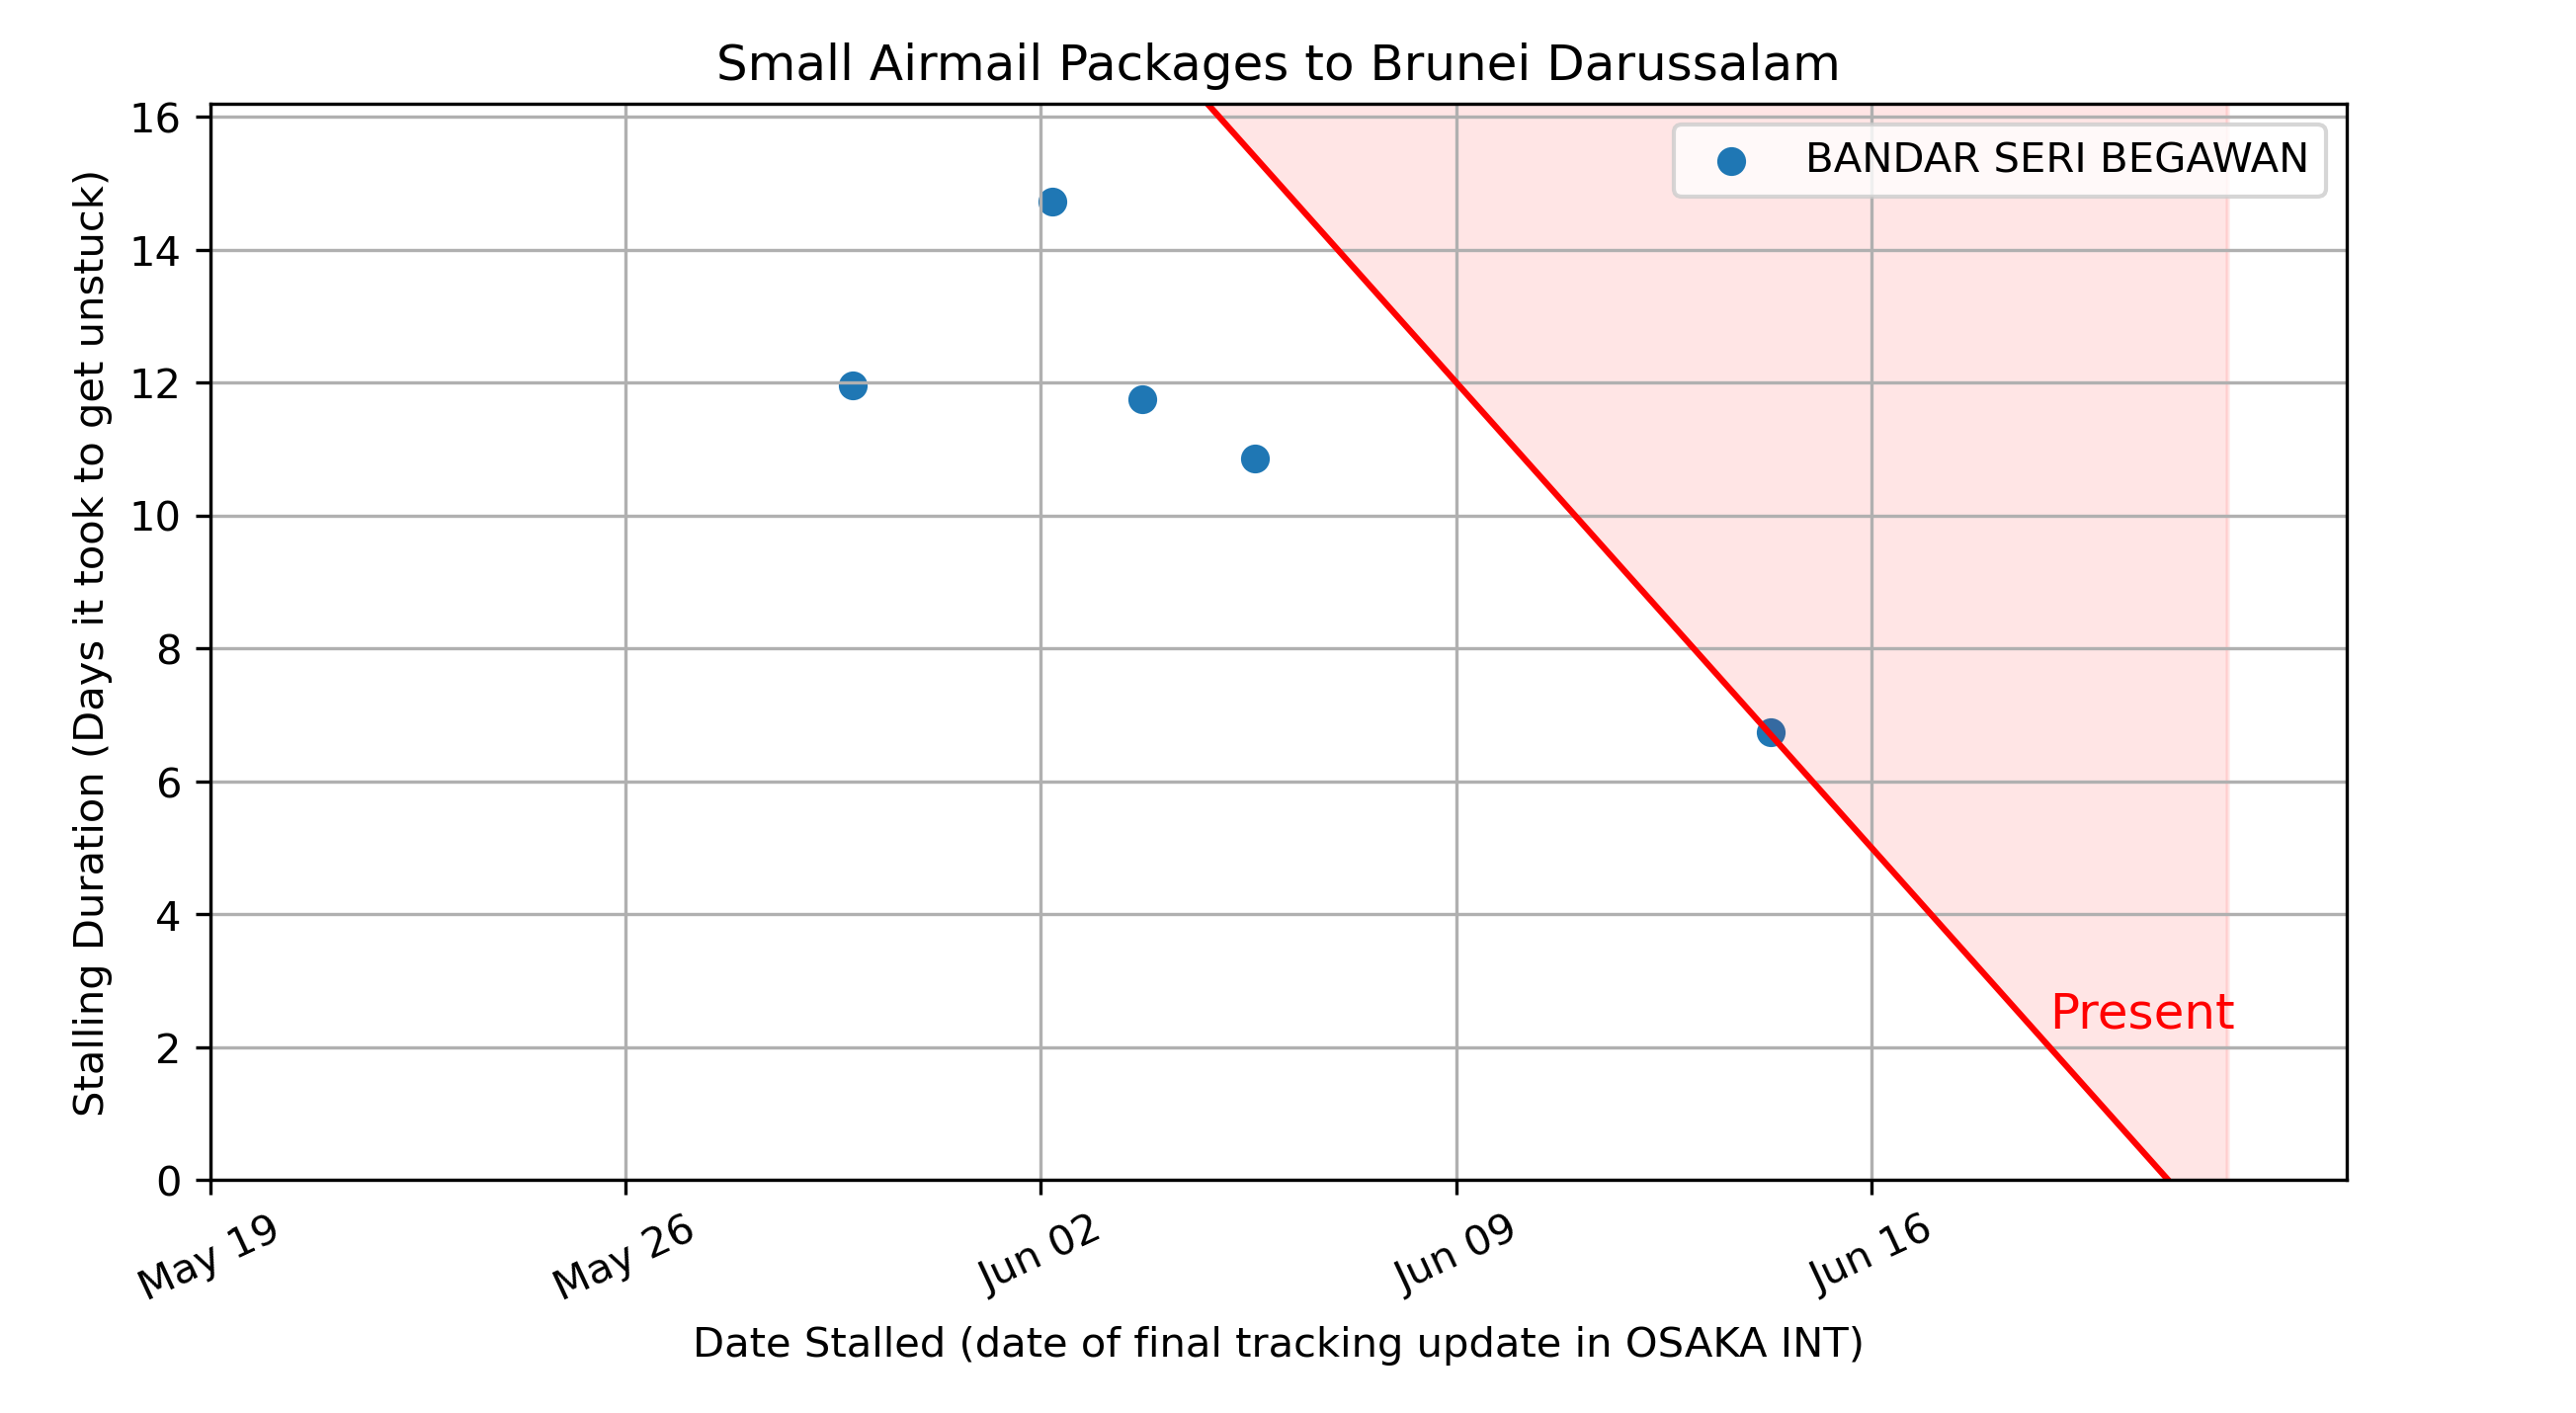 Small Airmail Packages to Brunei Darussalam
BANDAR SERI BEGAWAN
Stalling Duration (Days it took to get unstuck)
16
14
12
10
8
6
4
2
0
Present
May 19
May 26
Jun 02
Jun 09
Jun 16
Date Stalled (date of final tracking update in OSAKA INT)